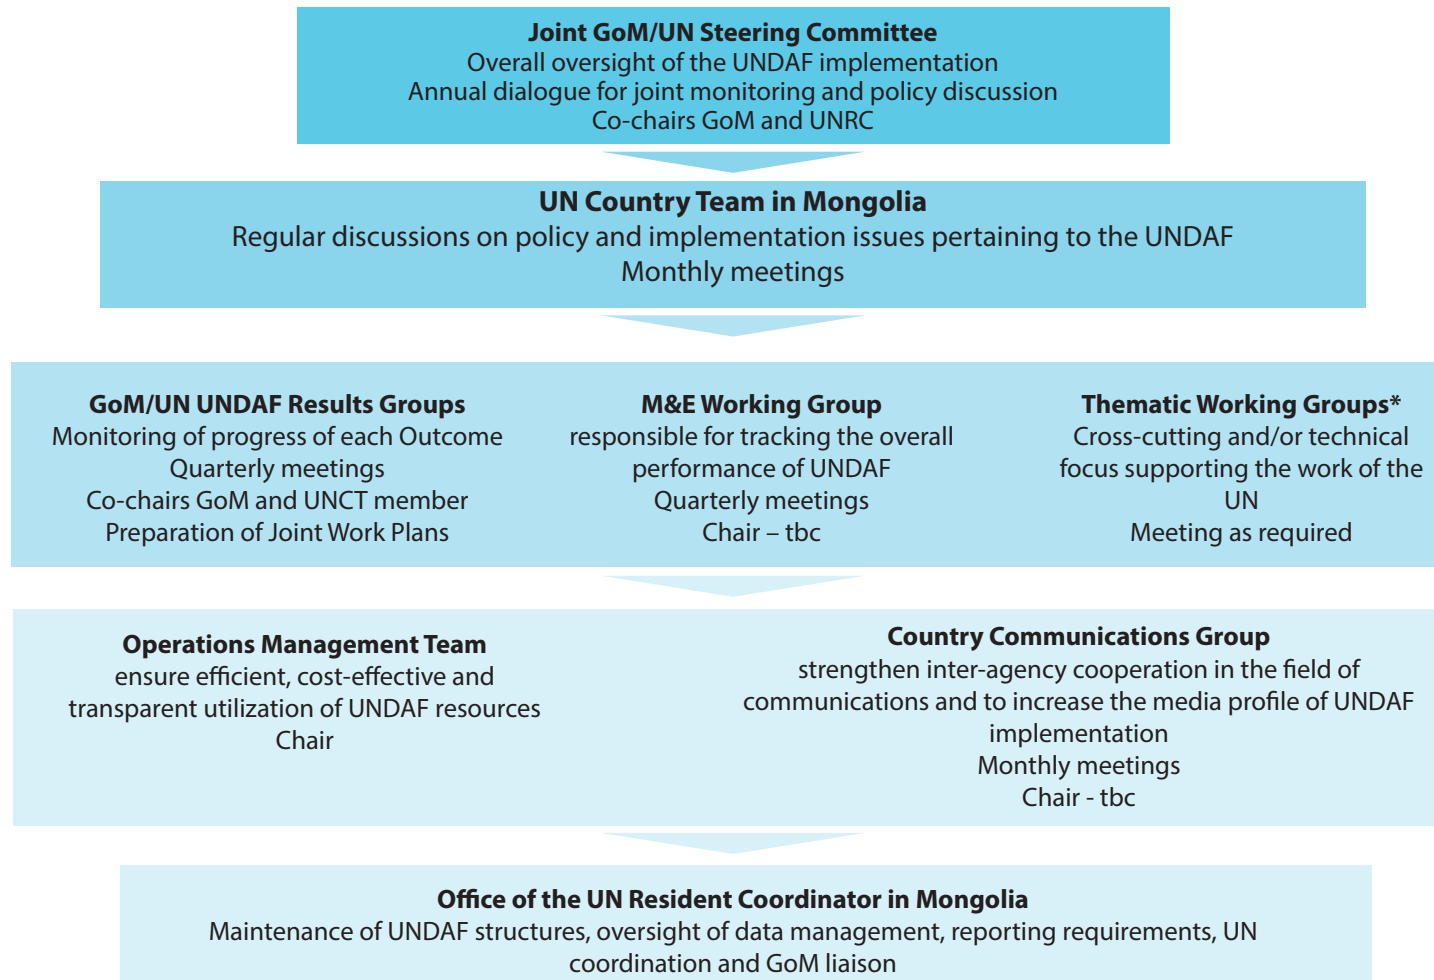 Joint GoM/UN Steering Committee
Overall oversight of the UNDAF implementation
Annual dialogue for joint monitoring and policy discussion
Co-chairs GoM and UNRC
UN Country Team in Mongolia
Regular discussions on policy and implementation issues pertaining to the UNDAF
Monthly meetings
GoM/UN UNDAF Results Groups
Monitoring of progress of each Outcome
Quarterly meetings
Co-chairs GoM and UNCT member
Preparation of Joint Work Plans
M&E Working Group
responsible for tracking the overall
performance of UNDAF
Quarterly meetings
Chair – tbc
Thematic Working Groups*
Cross-cutting and/or technical
focus supporting the work of the
UN
Meeting as required
Operations Management Team
ensure efficient, cost-effective and
transparent utilization of UNDAF resources
Chair
Country Communications Group
strengthen inter-agency cooperation in the field of
communications and to increase the media profile of UNDAF
implementation
Monthly meetings
Chair - tbc
Office of the UN Resident Coordinator in Mongolia
Maintenance of UNDAF structures, oversight of data management, reporting requirements, UN
coordination and GoM liaison